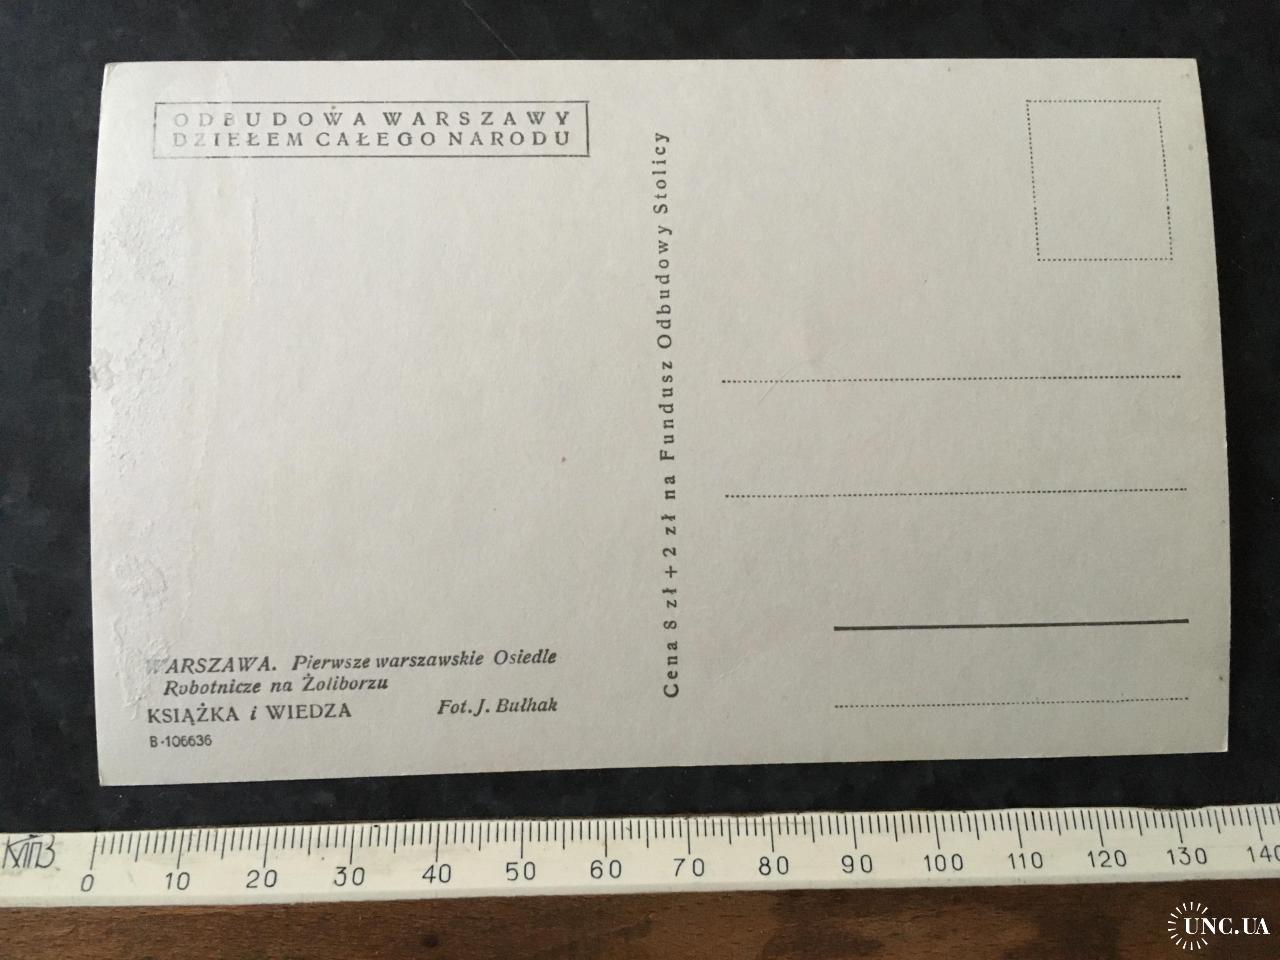 ODBUDOWA WARSZAWY
DZIEŁEM CAŁEGO NARODU
Cena 8 zł + 2 zł na Fundusz Odbudowy Stolicy
WARSZAWA. Pierwsze warszawskie Osiedle
Robotnicze na Żoliborzu
KSIĄŻKA i WIEDZA Fot. J. Bułhak
B-106636
0 10 20 30 40 50 60 70 80 90 100 110 120 130 140
UNC.UA